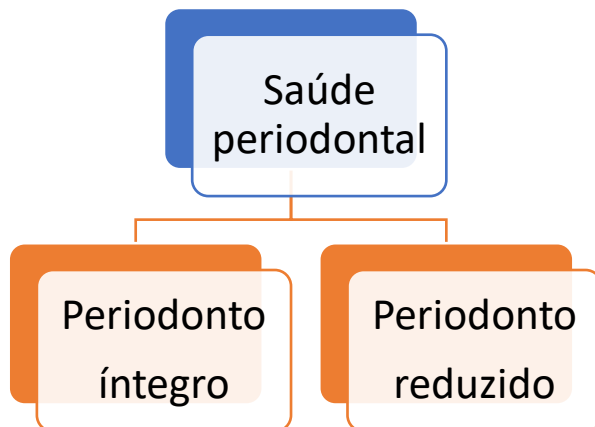 Saúde
periodontal
Periodonto
íntegro
Periodonto
reduzido